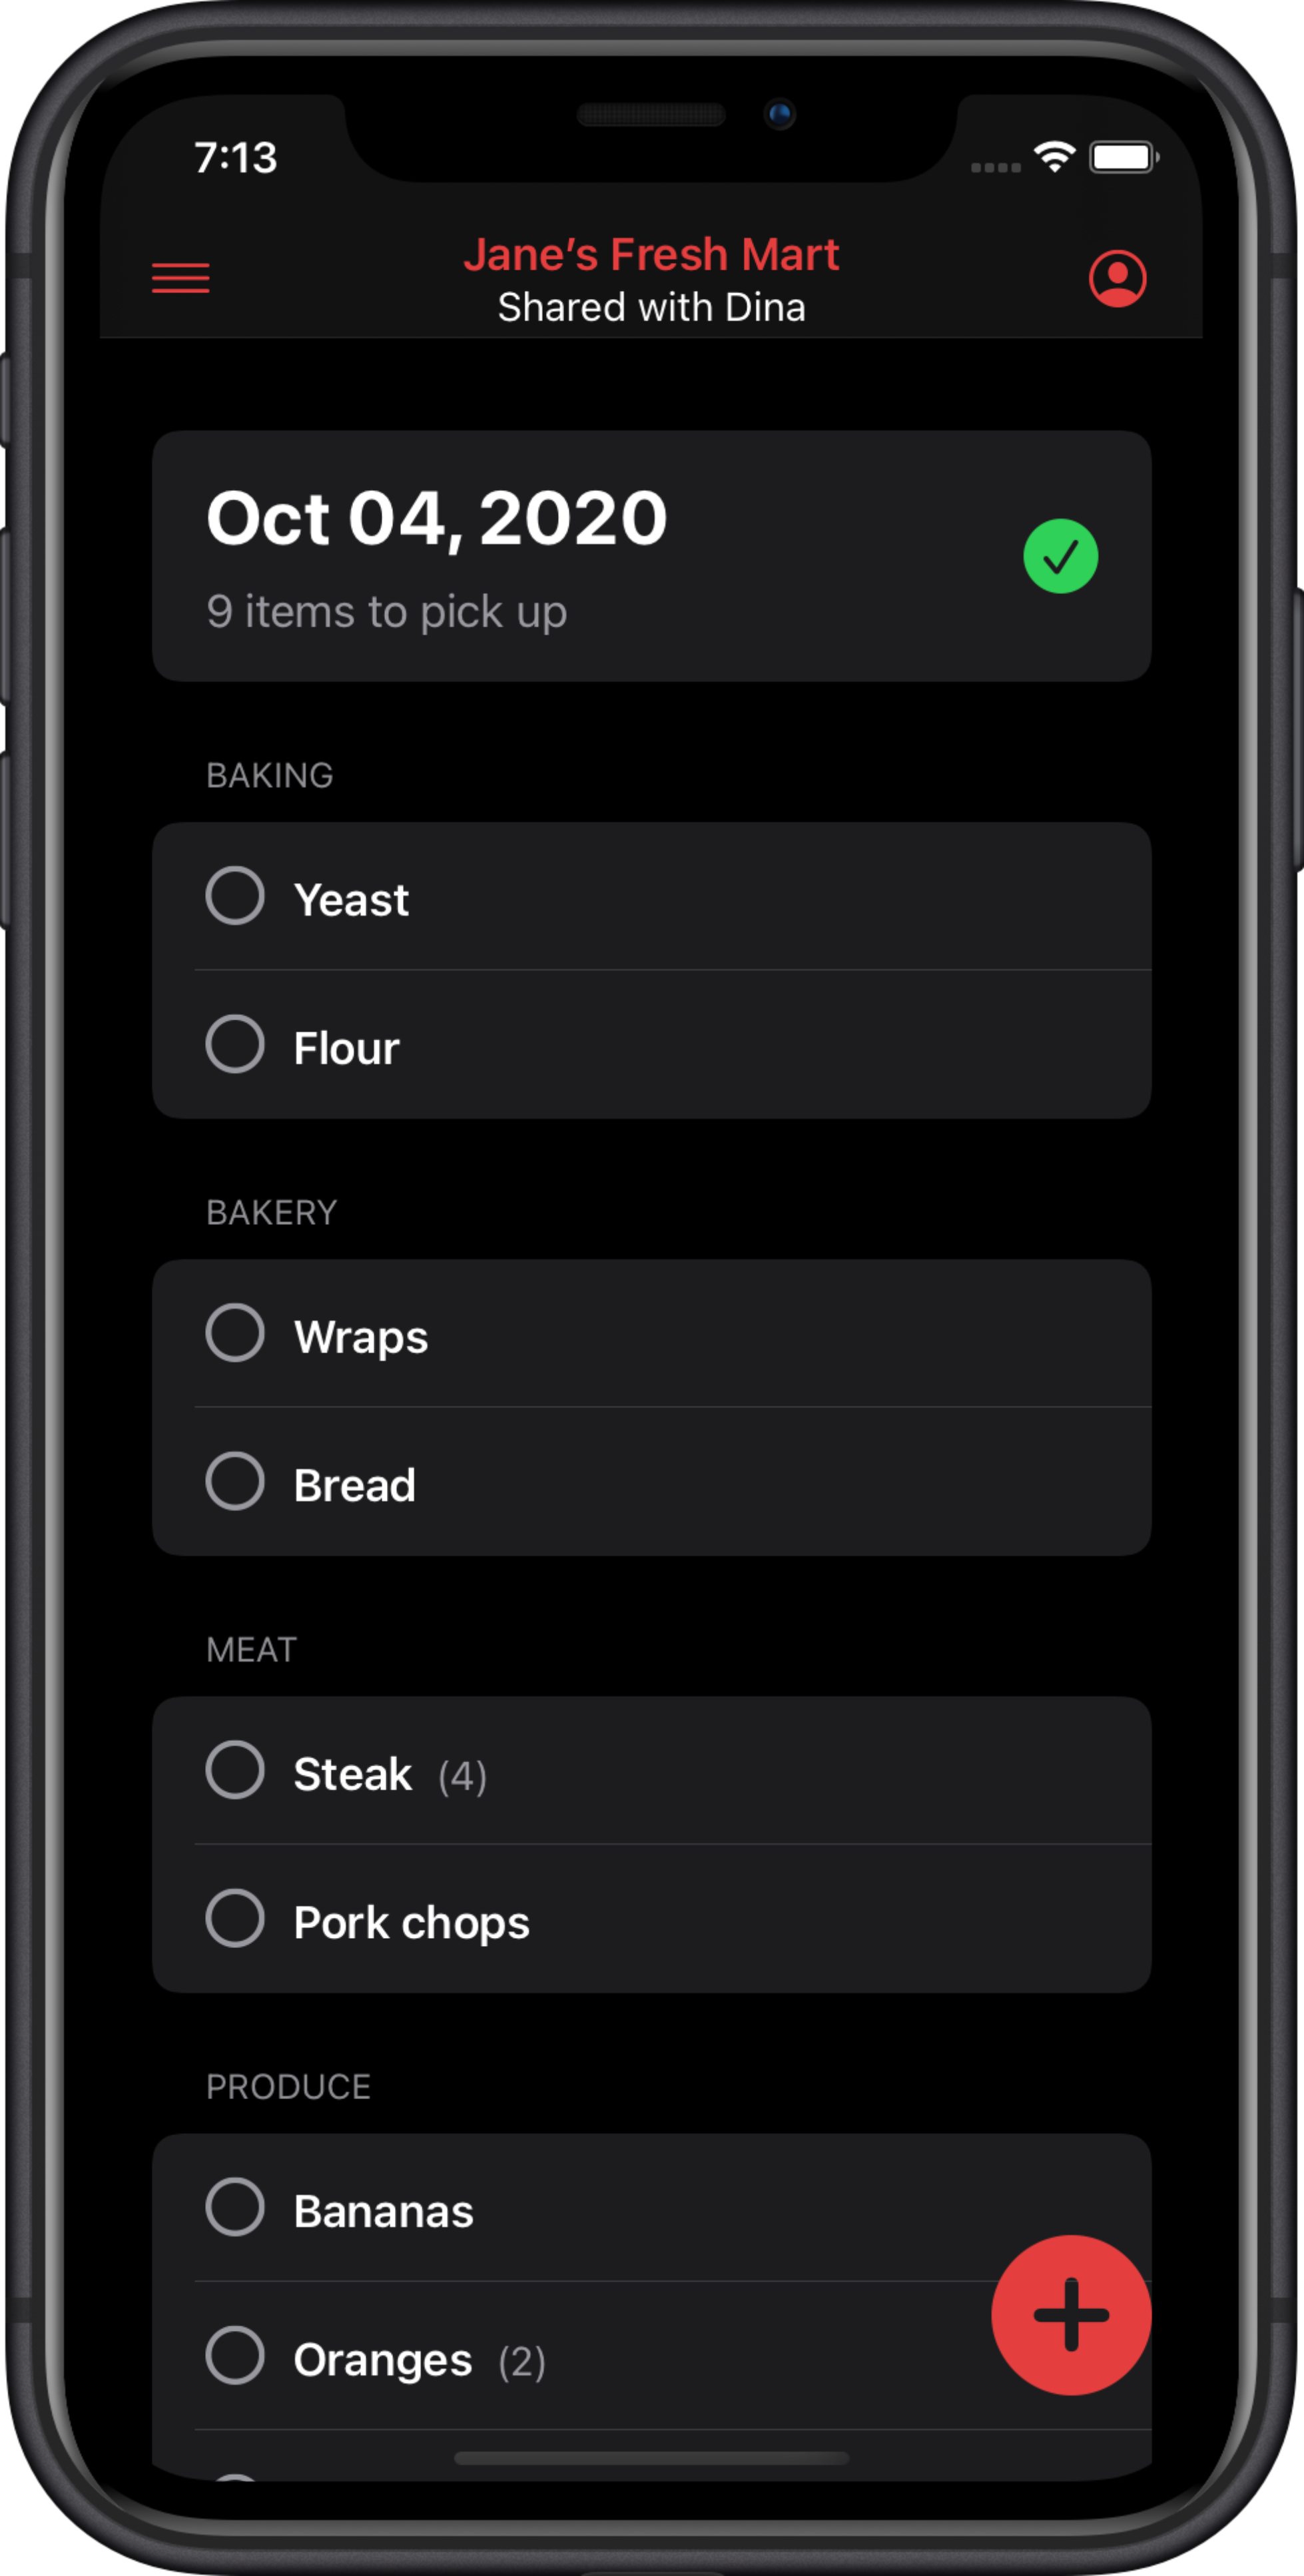 7:13
Jane’s Fresh Mart
Shared with Dina
Oct 04, 2020
9 items to pick up
BAKING
Yeast
Flour
BAKERY
Wraps
Bread
MEAT
Steak (4)
Pork chops
PRODUCE
Bananas
Oranges (2)